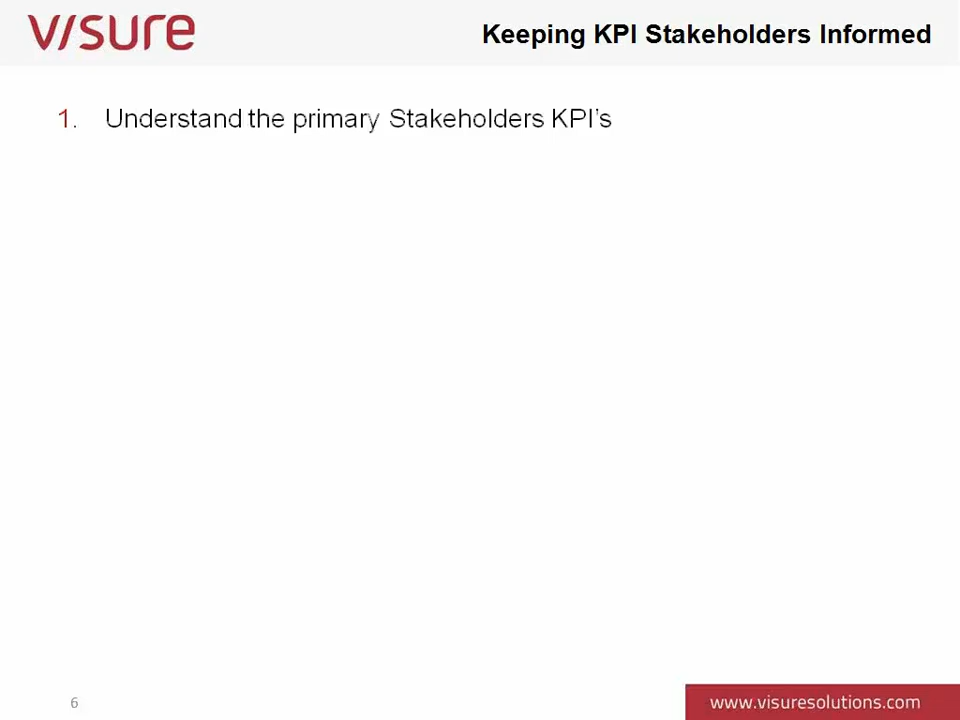 visure
Keeping KPI Stakeholders Informed
1. Understand the primary Stakeholders KPI's
6
www.visuresolutions.com